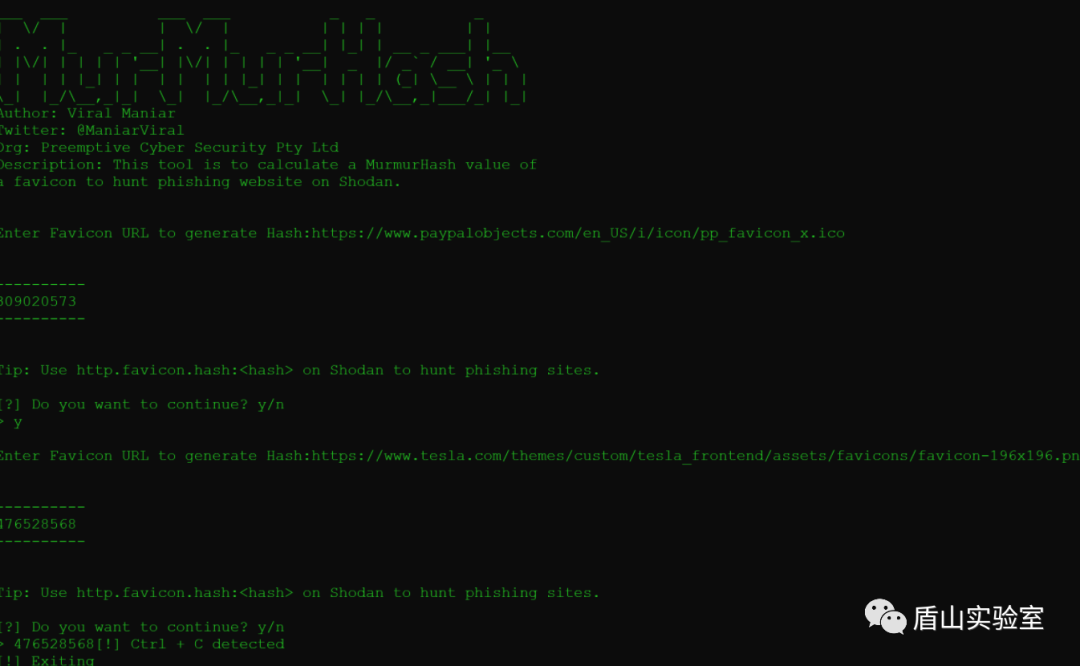 Author: Viral Maniar
Twitter: @ManiarViral
Org: Preemptive Cyber Security Pty Ltd
Description: This tool is to calculate a MurmurHash value of
a favicon to hunt phishing website on Shodan.
Enter Favicon URL to generate Hash:https://www.paypalobjects.com/en_US/i/icon/pp_favicon_x.ico
----------
309020573
----------
Tip: Use http.favicon.hash:<hash> on Shodan to hunt phishing sites.
[?] Do you want to continue? y/n
> y
Enter Favicon URL to generate Hash:https://www.tesla.com/themes/custom/tesla_frontend/assets/favicons/favicon-196x196.pn
----------
476528568
----------
Tip: Use http.favicon.hash:<hash> on Shodan to hunt phishing sites.
[?] Do you want to continue? y/n
> 476528568[!] Ctrl + C detected
[!] Exiting
盾山实验室